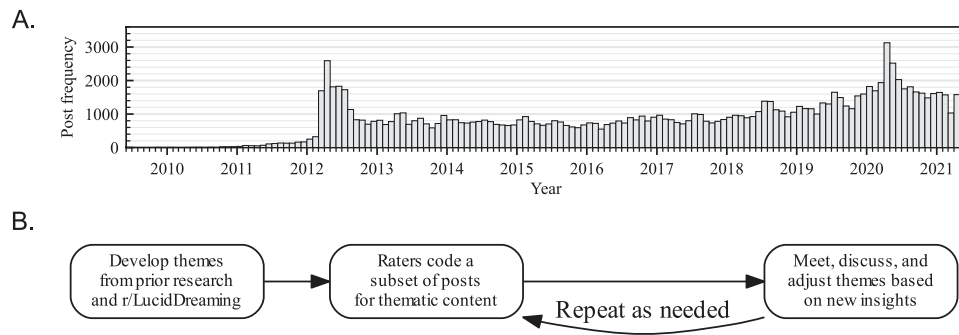 A.
Post frequency
3000
2000
1000
0
2010 2011 2012 2013 2014 2015 2016 2017 2018 2019 2020 2021
Year
B.
Develop themes
from prior research
and r/LucidDreaming
Raters code a
subset of posts
for thematic content
Meet, discuss, and
adjust themes based
on new insights
Repeat as needed